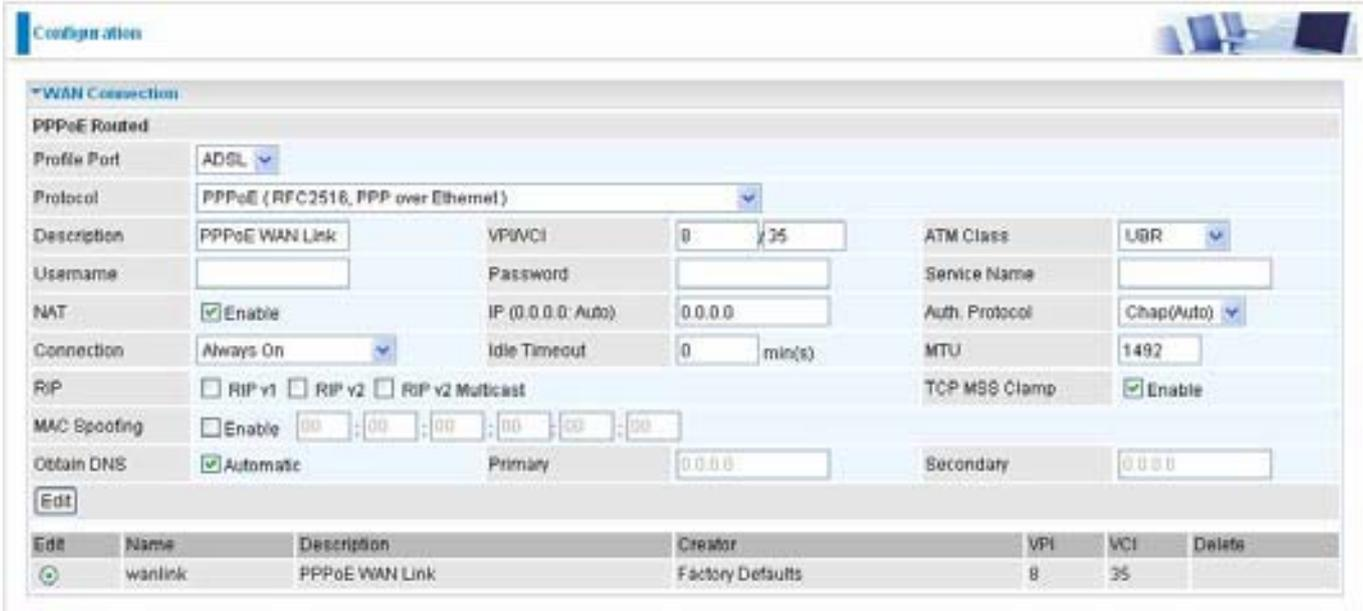 Configuration
WAN Connection
PPPoE Routed
Profile Port ADSL
Protocol PPPoE (RFC2516, PPP over Ethernet)
Description PPPoE WAN Link VPI/VCI 8 / 35 ATM Class UBR
Username Password Service Name
NAT Enable IP (0.0.0.0: Auto) 0.0.0.0 Auth. Protocol Chap(Auto)
Connection Always On Idle Timeout 0 min(s) MTU 1492
RIP RIP v1 RIP v2 RIP v2 Multicast TCP MSS Clamp Enable
MAC Spoofing Enable 00 : 00 : 00 : 00 : 00 : 00
Obtain DNS Automatic Primary 0.0.0.0 Secondary 0.0.0.0
Edit
Edit Name Description Creator VPI VCI Delete
wanlink PPPoE WAN Link Factory Defaults 8 35